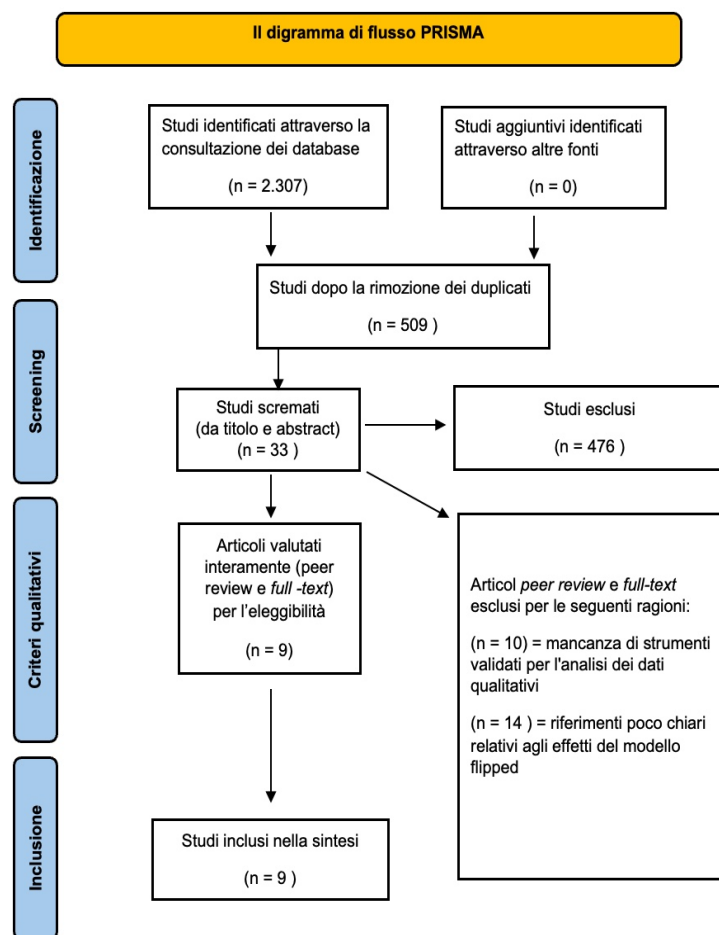 Il digramma di flusso PRISMA
Identificazione
Studi identificati attraverso la
consultazione dei database
(n = 2.307)
Studi aggiuntivi identificati
attraverso altre fonti
(n = 0)
Studi dopo la rimozione dei duplicati
(n = 509 )
Screening
Studi scremati
(da titolo e abstract)
(n = 33 )
Studi esclusi
(n = 476 )
Criteri qualitativi
Articoli valutati
interamente (peer
review e full -text)
per l'eleggibilità
(n = 9)
Articol peer review e full-text
esclusi per le seguenti ragioni:
(n = 10) = mancanza di strumenti
validati per l'analisi dei dati
qualitativi
(n = 14 ) = riferimenti poco chiari
relativi agli effetti del modello
flipped
Inclusione
Studi inclusi nella sintesi
(n = 9 )